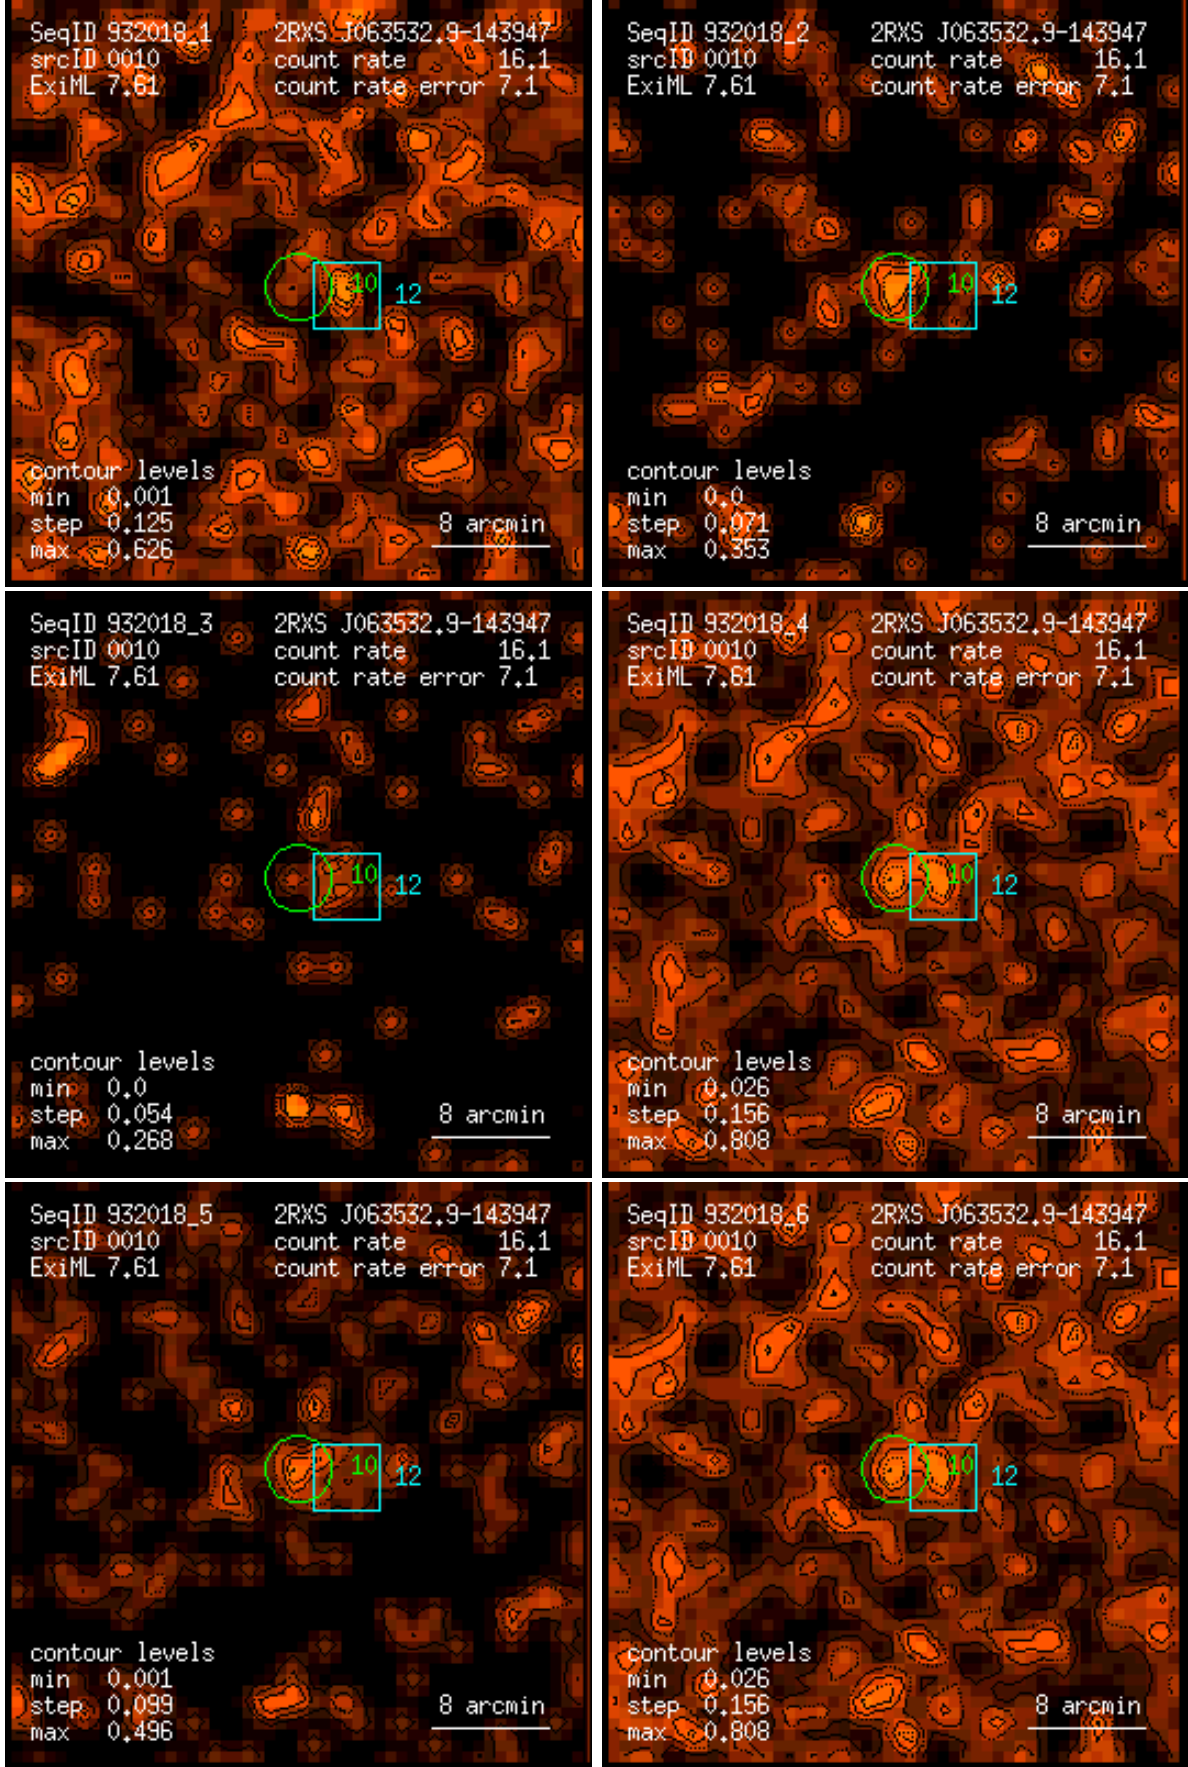 SeqID 932018_1 2RXS J063532.9-143947
srcID 0010 count rate 16.1
ExiML 7.61 count rate error 7.1
10 12
contour levels
min 0.001
step 0.125 8 arcmin
max 0.626
SeqID 932018_2 2RXS J063532.9-143947
srcID 0010 count rate 16.1
ExiML 7.61 count rate error 7.1
10 12
contour levels
min 0.0
step 0.071 8 arcmin
max 0.353
SeqID 932018_3 2RXS J063532.9-143947
srcID 0010 count rate 16.1
ExiML 7.61 count rate error 7.1
10 12
contour levels
min 0.0
step 0.054 8 arcmin
max 0.268
SeqID 932018_4 2RXS J063532.9-143947
srcID 0010 count rate 16.1
ExiML 7.61 count rate error 7.1
10 12
contour levels
min 0.026
step 0.156 8 arcmin
max 0.808
SeqID 932018_5 2RXS J063532.9-143947
srcID 0010 count rate 16.1
ExiML 7.61 count rate error 7.1
10 12
contour levels
min 0.001
step 0.099 8 arcmin
max 0.496
SeqID 932018_6 2RXS J063532.9-143947
srcID 0010 count rate 16.1
ExiML 7.61 count rate error 7.1
10 12
contour levels
min 0.026
step 0.156 8 arcmin
max 0.808